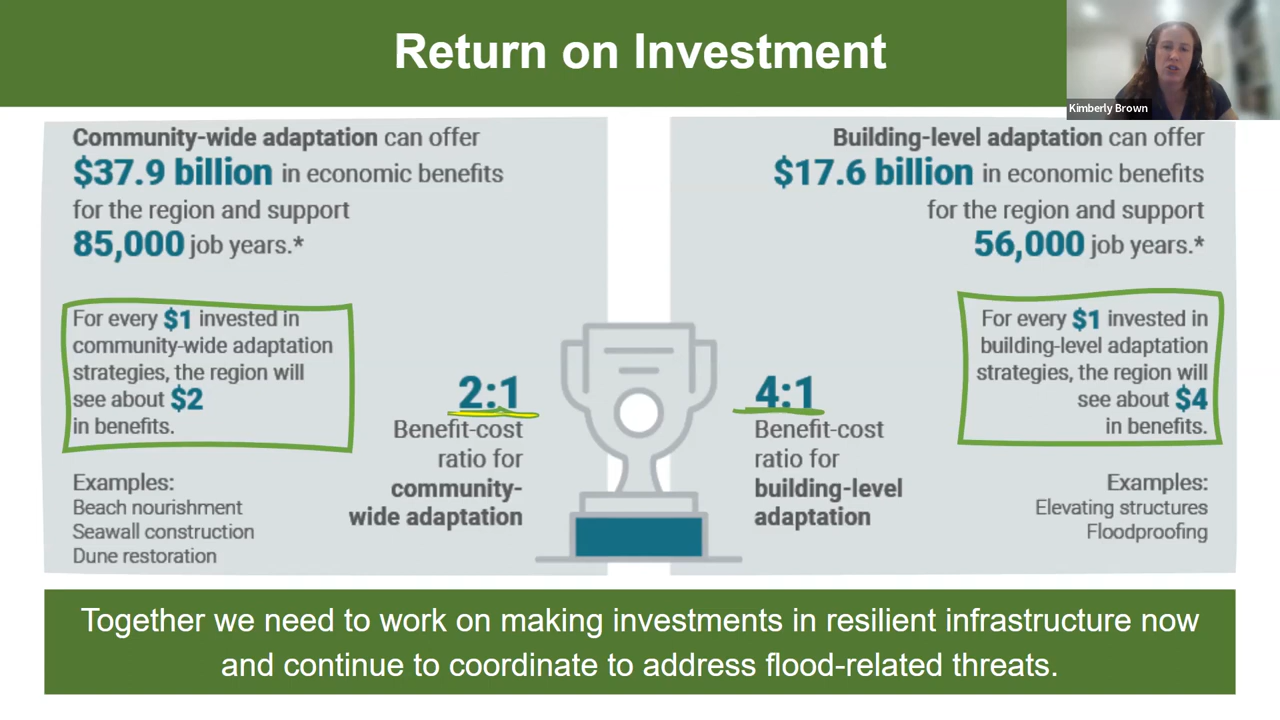 Return on Investment
Kimberly Brown
Community-wide adaptation can offer
$37.9 billion in economic benefits
for the region and support
85,000 job years.*
For every $1 invested in
community-wide adaptation
strategies, the region will
see about $2
in benefits.
Examples:
Beach nourishment
Seawall construction
Dune restoration
2:1
Benefit-cost
ratio for
community-
wide adaptation
Building-level adaptation can offer
$17.6 billion in economic benefits
for the region and support
56,000 job years.*
4:1
Benefit-cost
ratio for
building-level
adaptation
For every $1 invested in
building-level adaptation
strategies, the region will
see about $4
in benefits.
Examples:
Elevating structures
Floodproofing
Together we need to work on making investments in resilient infrastructure now
and continue to coordinate to address flood-related threats.